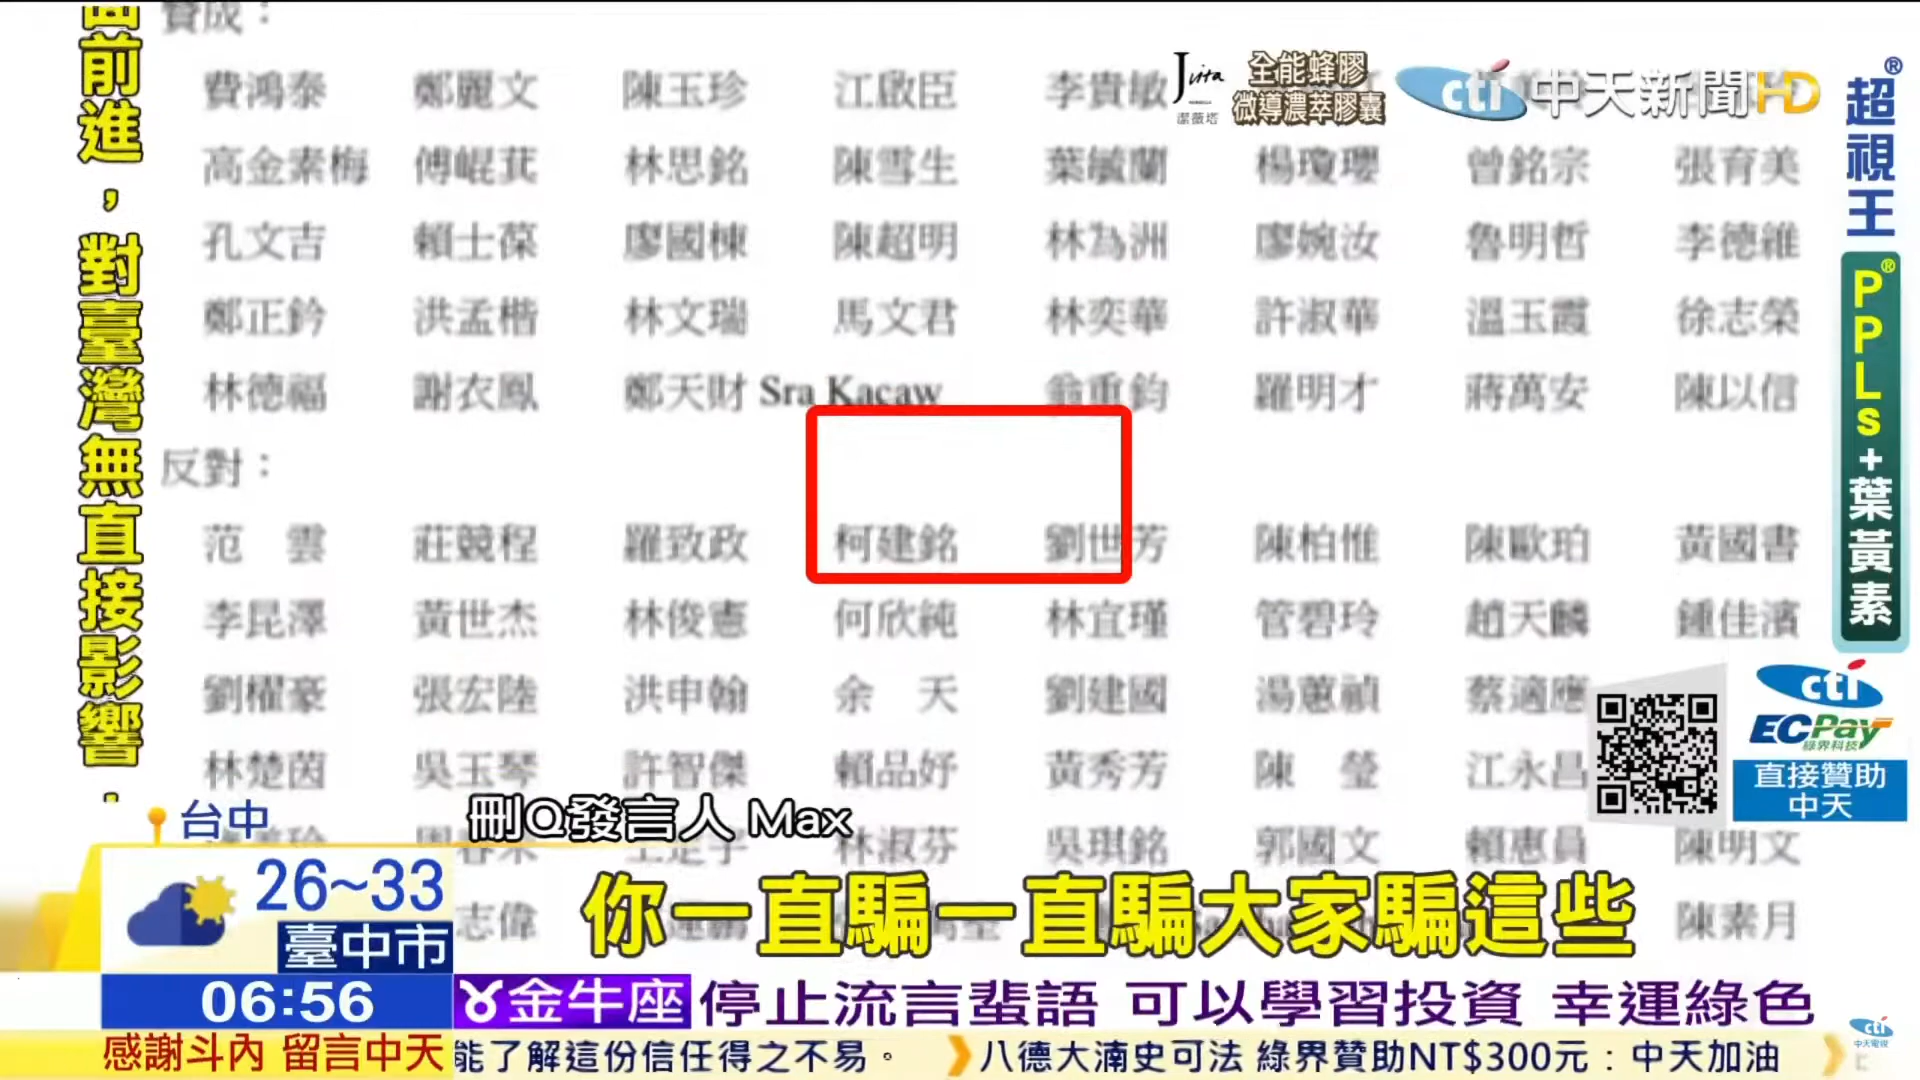 贊成：
費鴻泰 鄭麗文 陳玉珍 江啟臣 李貴敏
高金素梅 傅崐萁 林思銘 陳雪生 葉毓蘭 楊瓊瓔 曾銘宗 張育美
孔文吉 賴士葆 廖國棟 陳超明 林為洲 廖婉汝 魯明哲 李德維
鄭正鈐 洪孟楷 林文瑞 馬文君 林奕華 許淑華 溫玉霞 徐志榮
林德福 謝衣鳳 鄭天財 Sra Kacaw 翁重鈞 羅明才 蔣萬安 陳以信
反對：
范　雲 莊競程 羅致政 柯建銘 劉世芳 陳柏惟 陳歐珀 黃國書
李昆澤 黃世杰 林俊憲 何欣純 林宜瑾 管碧玲 趙天麟 鍾佳濱
劉櫂豪 張宏陸 洪申翰 余　天 劉建國 湯蕙禎 蔡適應
林楚茵 吳玉琴 許智傑 賴品妤 黃秀芳 陳　瑩 江永昌
林淑芬 吳琪銘 郭國文 賴惠員 陳明文
志偉 陳素月
前進，對臺灣無直接影響，
Jvita
潔薇塔
全能蜂膠
微導濃萃膠囊
cti 中天新聞HD
超視王®
PPLs®+葉黃素
cti
ECPay
綠界科技
直接贊助
中天
台中
刪Q發言人 Max
26~33
臺中市
你一直騙一直騙大家騙這些
06:56
金牛座 停止流言蜚語 可以學習投資 幸運綠色
感謝斗內 留言中天
能了解這份信任得之不易。 八德大湳史可法 綠界贊助NT$300元：中天加油
cti
中天電視